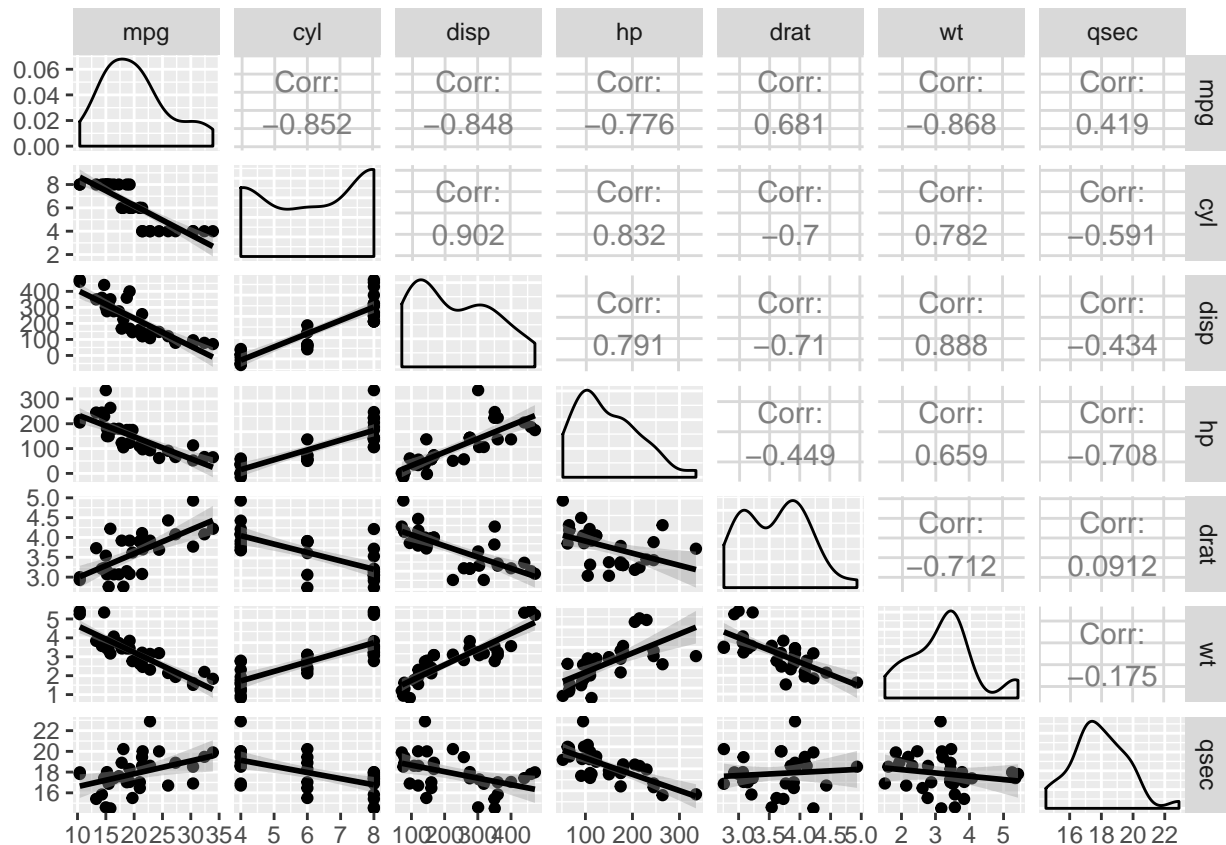 mpg cyl disp hp drat wt qsec
0.06
0.04
0.02
0.00
Corr: Corr: Corr: Corr: Corr: Corr:
−0.852 −0.848 −0.776 0.681 −0.868 0.419
mpg
8
6
4
2
Corr: Corr: Corr: Corr: Corr:
0.902 0.832 −0.7 0.782 −0.591
cyl
400
300
200
100
0
Corr: Corr: Corr: Corr:
0.791 −0.71 0.888 −0.434
disp
300
200
100
0
Corr: Corr: Corr:
−0.449 0.659 −0.708
hp
5.0
4.5
4.0
3.5
3.0
Corr: Corr:
−0.712 0.0912
drat
5
4
3
2
1
Corr:
−0.175
wt
22
20
18
16
qsec
10 15 20 25 30 35 4 5 6 7 8 100 200 300 400 100 200 300 3.0 3.5 4.0 4.5 5.0 2 3 4 5 16 18 20 22